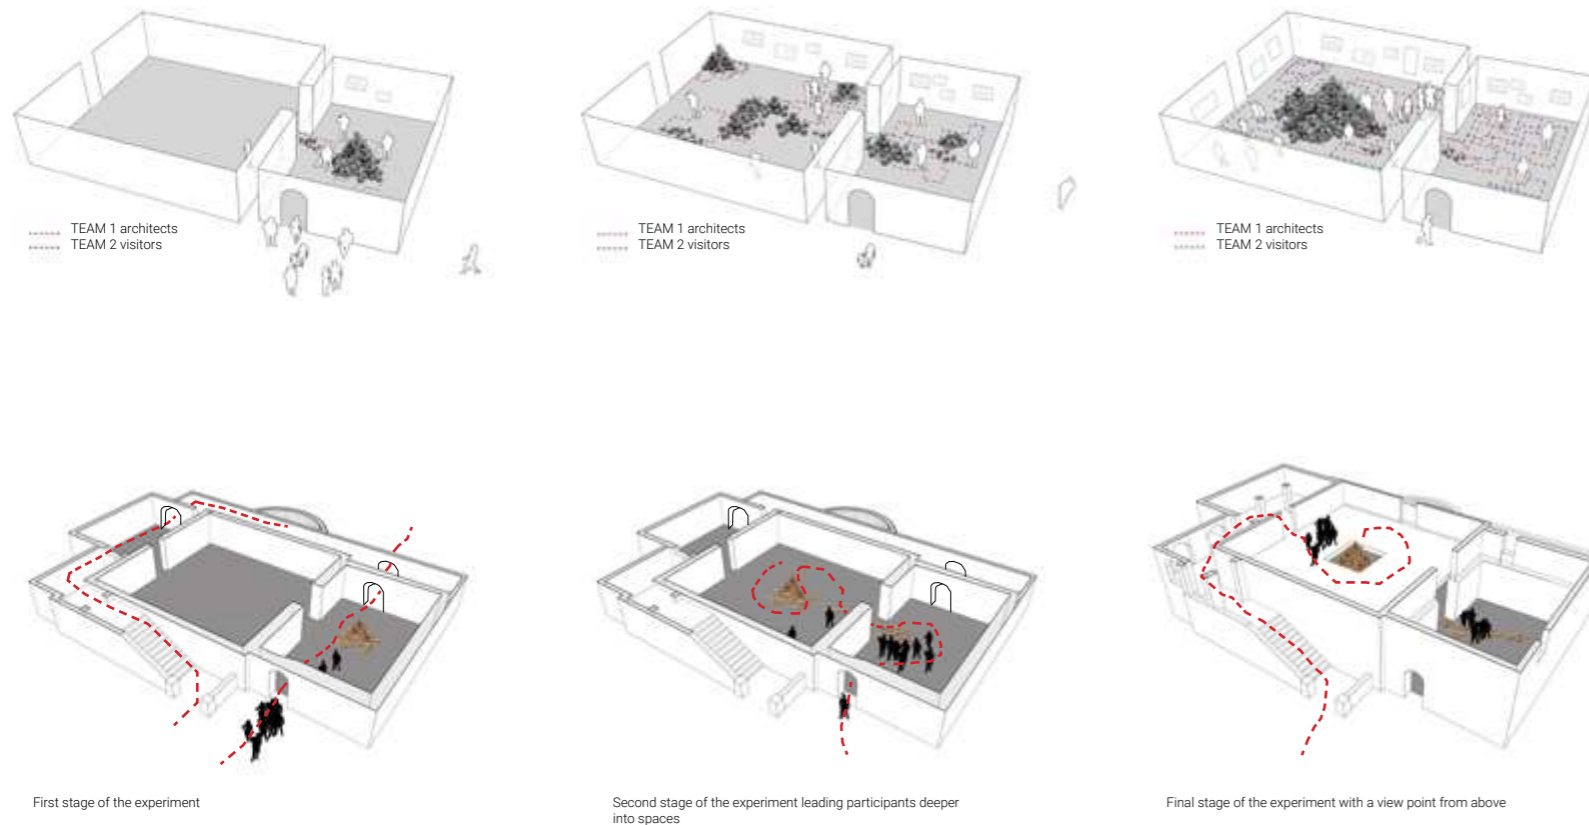 TEAM 1 architects
TEAM 2 visitors
TEAM 1 architects
TEAM 2 visitors
TEAM 1 architects
TEAM 2 visitors
First stage of the experiment
Second stage of the experiment leading participants deeper
into spaces
Final stage of the experiment with a view point from above